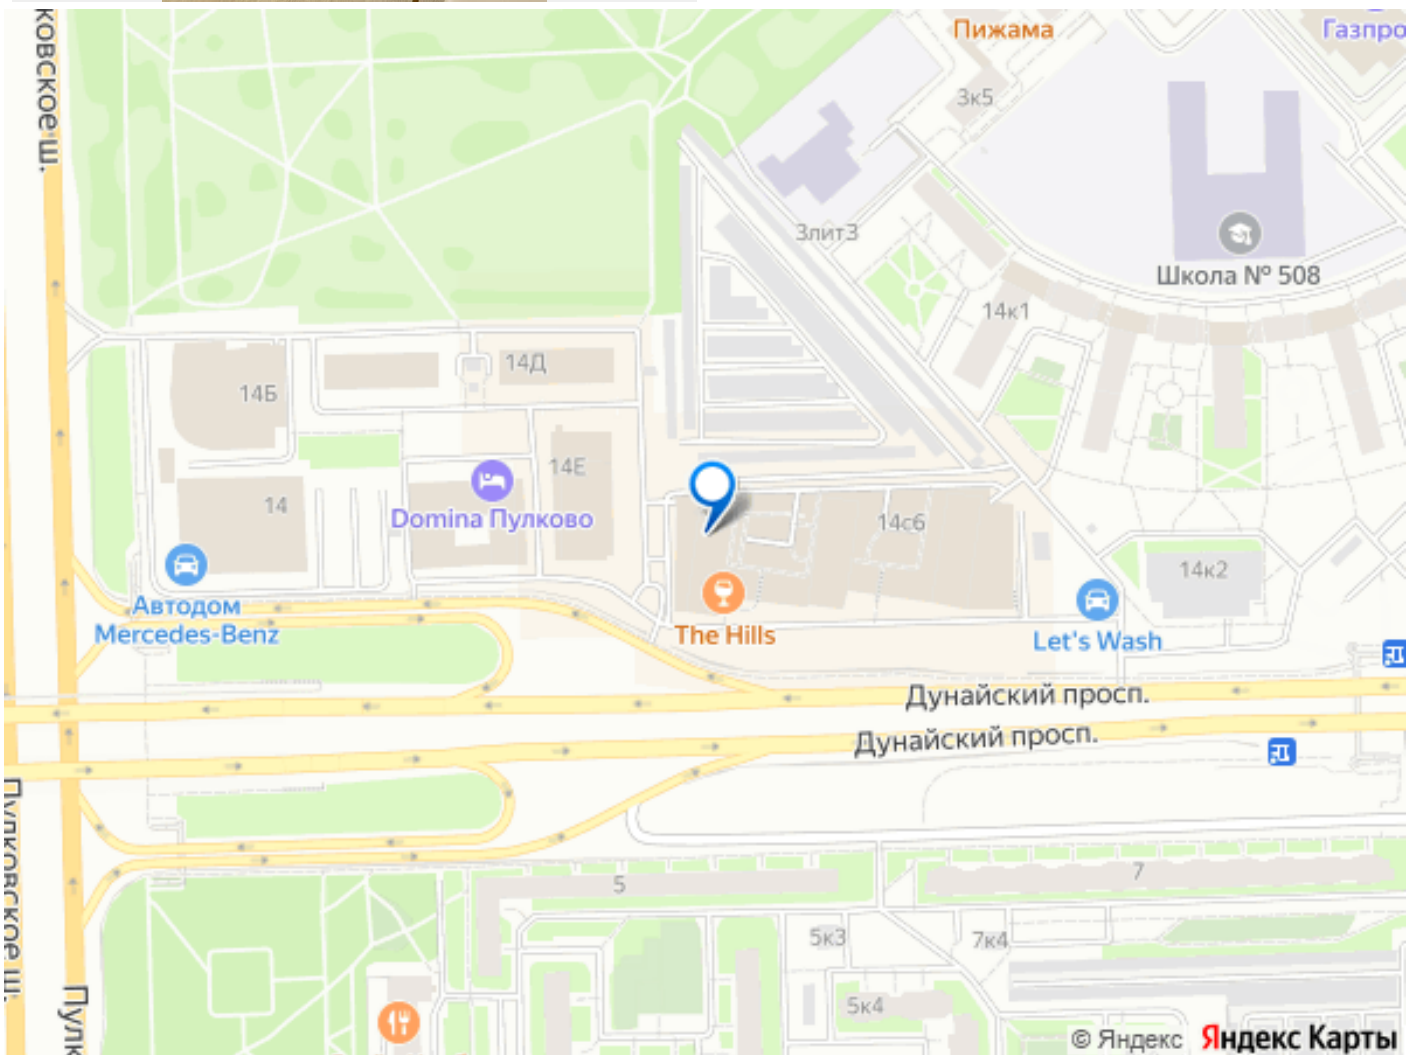 ковское ш.
Пижама
Газпро
3к5
3лит3
Школа № 508
14к1
14Д
14Б
14Е
14
Domina Пулково
14с6
14к2
Автодом
Mercedes-Benz
The Hills
Let's Wash
Дунайский просп.
Дунайский просп.
Пулковское ш.
5
7
5к3
7к4
Пулк
5к4
© Яндекс Яндекс Карты